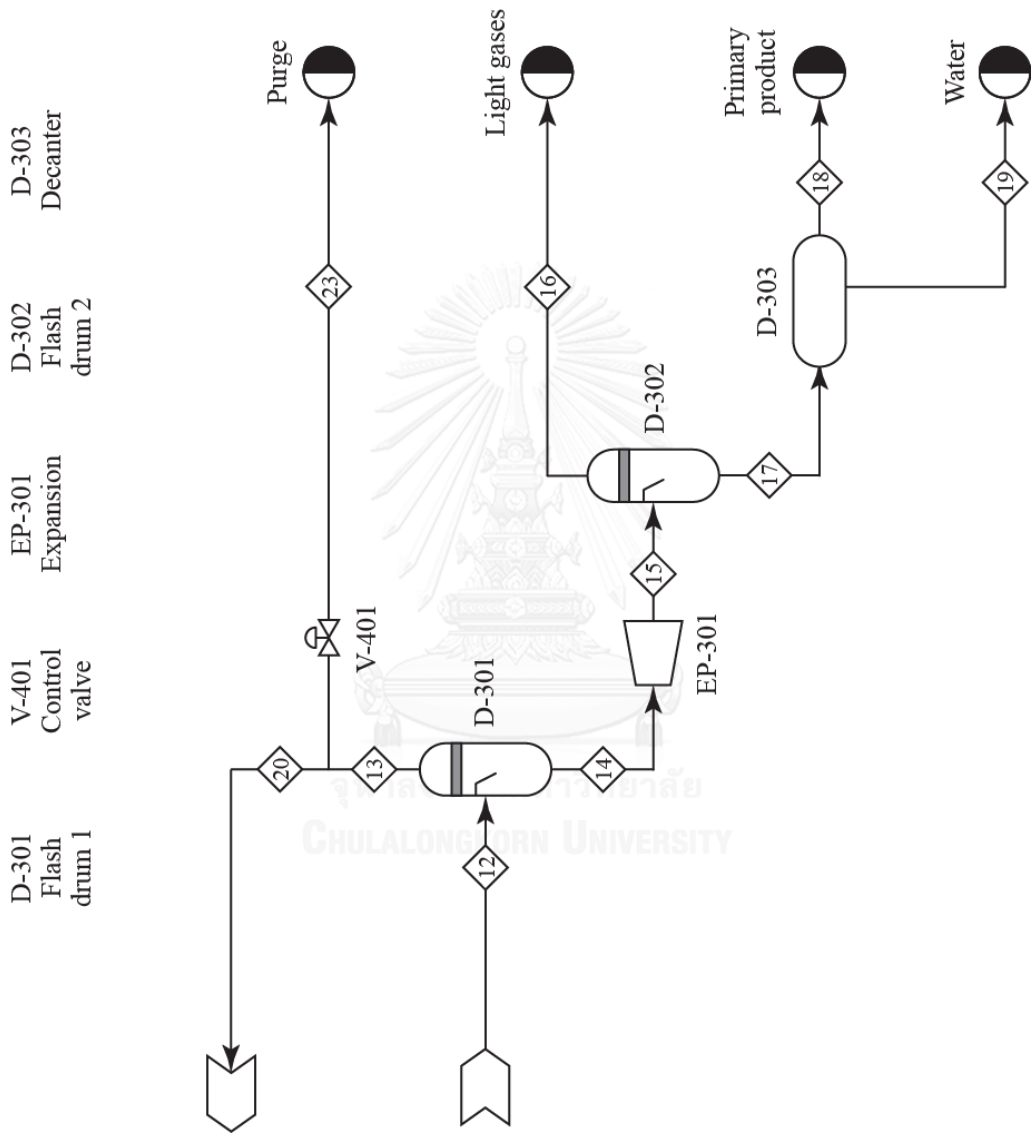 D-301
Flash
drum 1
V-401
Control
valve
EP-301
Expansion
D-302
Flash
drum 2
D-303
Decanter
Purge
20
23
V-401
13
Light gases
16
D-301
12
14
D-302
15
EP-301
17
Primary
product
18
D-303
Water
19
CHULALONGKORN UNIVERSITY